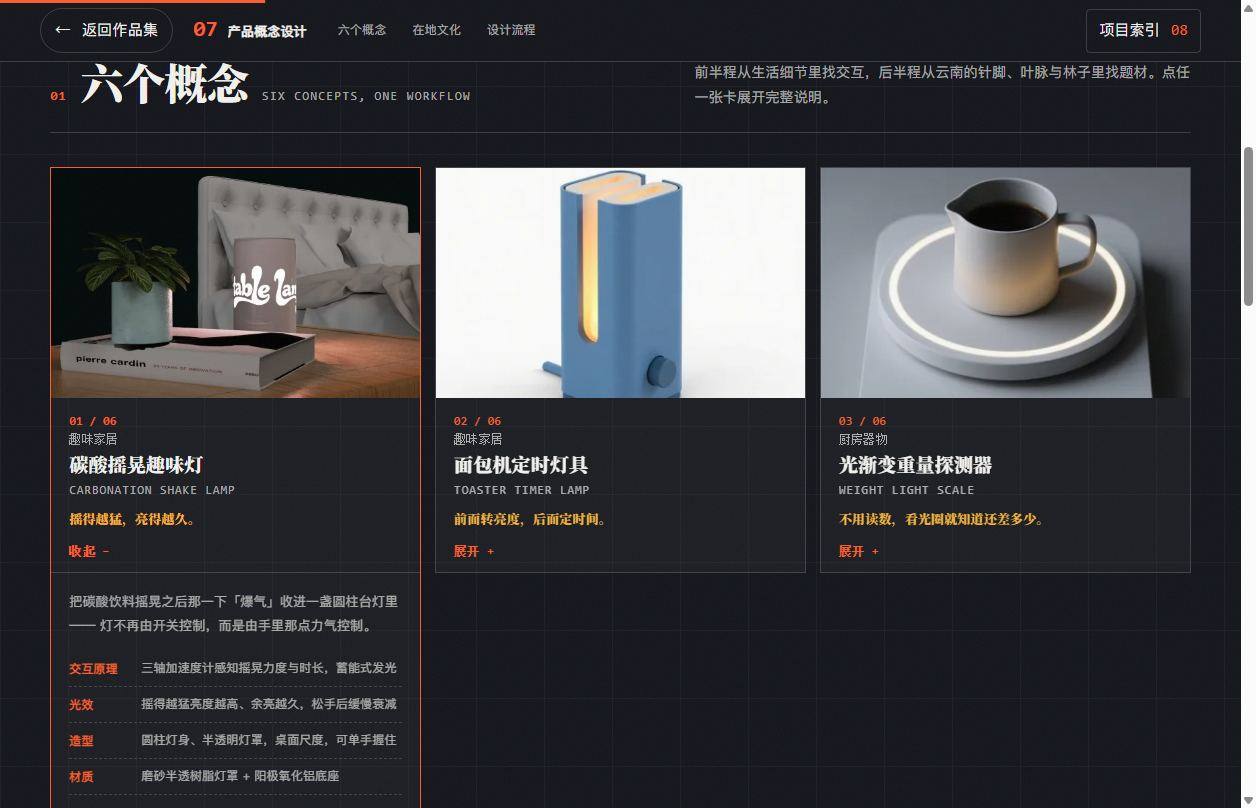 ← 返回作品集
07 产品概念设计
六个概念
在地文化
设计流程
项目索引 08
01 六个概念 SIX CONCEPTS, ONE WORKFLOW
前半程从生活细节里找交互，后半程从云南的针脚、叶脉与林子里找题材。点任
一张卡展开完整说明。
table lam
pierre cardin
01 / 06
趣味家居
碳酸摇晃趣味灯
CARBONATION SHAKE LAMP
摇得越猛，亮得越久。
收起 −
把碳酸饮料摇晃之后那一下「爆气」收进一盏圆柱台灯里
—— 灯不再由开关控制，而是由手里那点力气控制。
交互原理 三轴加速度计感知摇晃力度与时长，蓄能式发光
光效 摇得越猛亮度越高、余亮越久，松手后缓慢衰减
造型 圆柱灯身、半透明灯罩，桌面尺度，可单手握住
材质 磨砂半透树脂灯罩 + 阳极氧化铝底座
02 / 06
趣味家居
面包机定时灯具
TOASTER TIMER LAMP
前面转亮度，后面定时间。
展开 +
03 / 06
厨房器物
光渐变重量探测器
WEIGHT LIGHT SCALE
不用读数，看光圈就知道还差多少。
展开 +